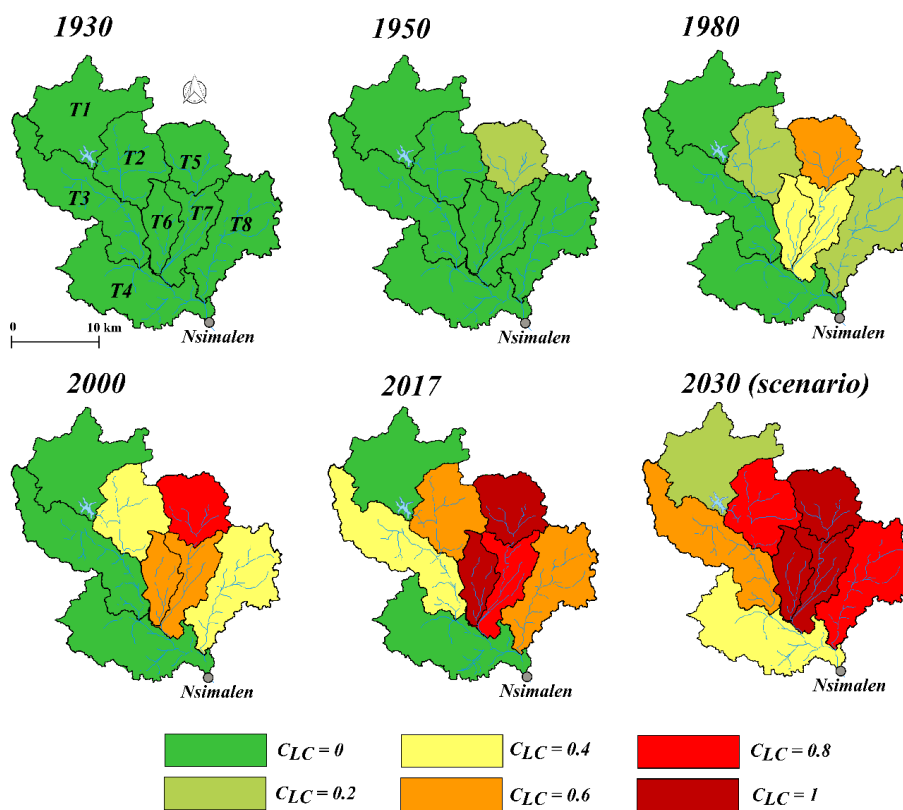 1930
1950
1980
T1
T2
T5
T3
T6
T7
T8
T4
0 10 km
Nsimalen
Nsimalen
Nsimalen
2000
2017
2030 (scenario)
Nsimalen
Nsimalen
Nsimalen
CLC = 0
CLC = 0.4
CLC = 0.8
CLC = 0.2
CLC = 0.6
CLC = 1